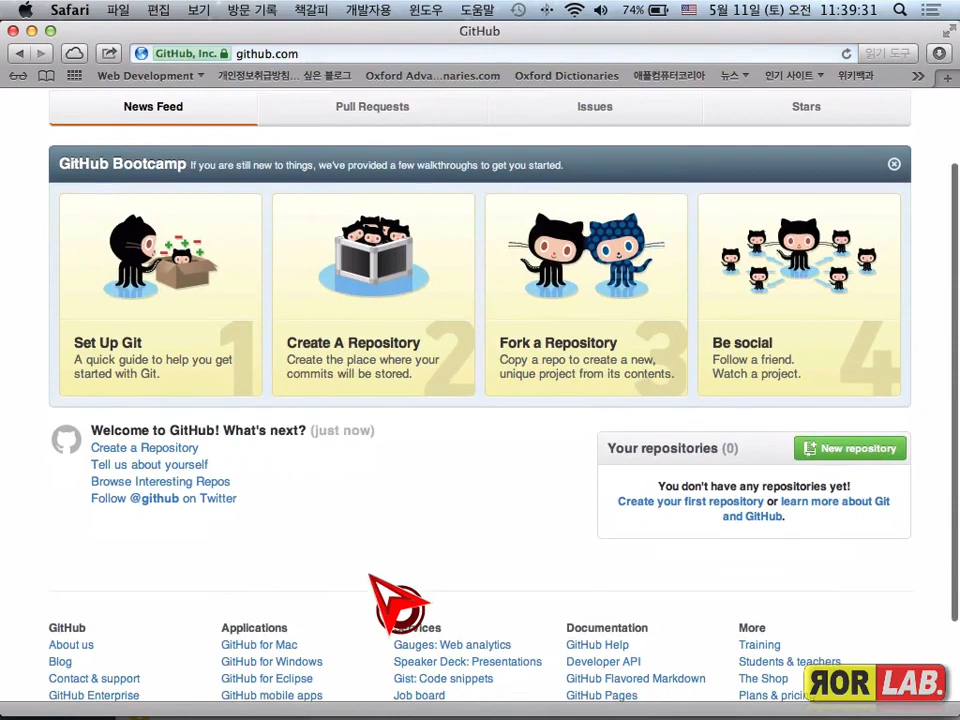 Safari 파일 편집 보기 방문 기록 책갈피 개발자용 윈도우 도움말 74% 5월 11일 (토) 오전 11:39:31
GitHub
GitHub, Inc. github.com 읽기 도구
Web Development 개인정보취급방침... 싶은 블로그 Oxford Adva...naries.com Oxford Dictionaries 애플컴퓨터코리아 뉴스 인기 사이트 위키백과
News Feed Pull Requests Issues Stars
GitHub Bootcamp If you are still new to things, we've provided a few walkthroughs to get you started.
1 2 3 4
Set Up Git
A quick guide to help you get
started with Git.
Create A Repository
Create the place where your
commits will be stored.
Fork a Repository
Copy a repo to create a new,
unique project from its contents.
Be social
Follow a friend.
Watch a project.
Welcome to GitHub! What's next? (just now)
Create a Repository
Tell us about yourself
Browse Interesting Repos
Follow @github on Twitter
Your repositories (0) New repository
You don't have any repositories yet!
Create your first repository or learn more about Git
and GitHub.
GitHub
About us
Blog
Contact & support
GitHub Enterprise
Applications
GitHub for Mac
GitHub for Windows
GitHub for Eclipse
GitHub mobile apps
Services
Gauges: Web analytics
Speaker Deck: Presentations
Gist: Code snippets
Job board
Documentation
GitHub Help
Developer API
GitHub Flavored Markdown
GitHub Pages
More
Training
Students & teachers
The Shop
Plans & pricing
ROR LAB.